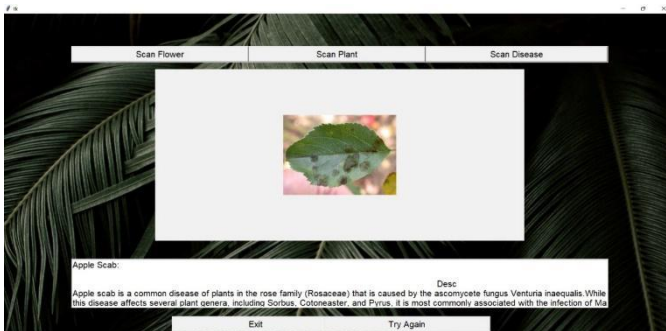 tk
Scan Flower Scan Plant Scan Disease
Apple Scab:
Desc
Apple scab is a common disease of plants in the rose family (Rosaceae) that is caused by the ascomycete fungus Venturia inaequalis.While
this disease affects several plant genera, including Sorbus, Cotoneaster, and Pyrus, it is most commonly associated with the infection of Ma
Exit Try Again